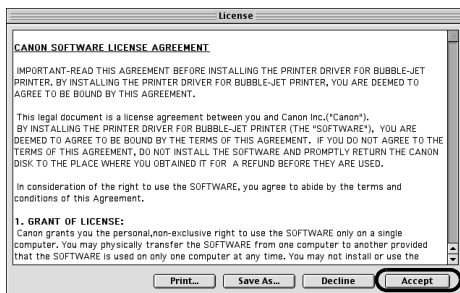 License
CANON SOFTWARE LICENSE AGREEMENT
IMPORTANT-READ THIS AGREEMENT BEFORE INSTALLING THE PRINTER DRIVER FOR BUBBLE-JET
PRINTER. BY INSTALLING THE PRINTER DRIVER FOR BUBBLE-JET PRINTER, YOU ARE DEEMED TO
AGREE TO BE BOUND BY THIS AGREEMENT.
This legal document is a license agreement between you and Canon Inc.("Canon").
BY INSTALLING THE PRINTER DRIVER FOR BUBBLE-JET PRINTER (THE "SOFTWARE"), YOU ARE
DEEMED TO AGREE TO BE BOUND BY THE TERMS OF THIS AGREEMENT. IF YOU DO NOT AGREE TO THE
TERMS OF THIS AGREEMENT, DO NOT INSTALL THE SOFTWARE AND PROMPTLY RETURN THE CANON
DISK TO THE PLACE WHERE YOU OBTAINED IT FOR A REFUND BEFORE THEY ARE USED.
In consideration of the right to use the SOFTWARE, you agree to abide by the terms and
conditions of this Agreement.
1. GRANT OF LICENSE:
Canon grants you the personal,non-exclusive right to use the SOFTWARE only on a single
computer. You may physically transfer the SOFTWARE from one computer to another provided
that the SOFTWARE is used on only one computer at any time. You may not install or use the
Print... Save As... Decline Accept